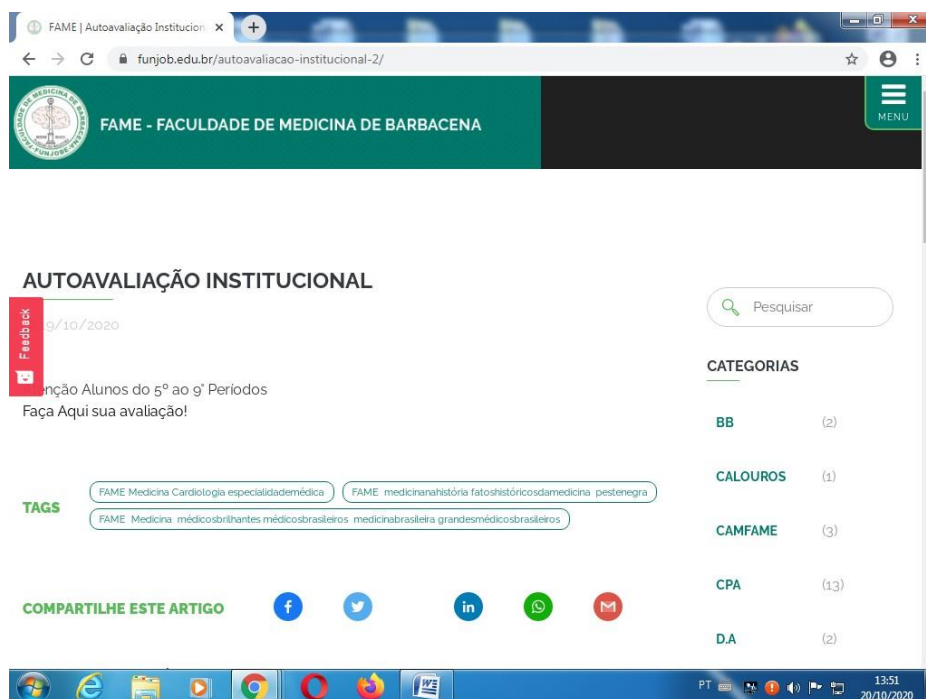 FAME | Autoavaliação Institucion
funjob.edu.br/autoavaliacao-institucional-2/
FAME - FACULDADE DE MEDICINA DE BARBACENA
MENU
AUTOAVALIAÇÃO INSTITUCIONAL
9/10/2020
Feedback
enção Alunos do 5º ao 9° Períodos
Faça Aqui sua avaliação!
TAGS
FAME Medicina Cardiologia especialidademédica
FAME medicinanahistória fatoshistóricosdamedicina pestenegra
FAME Medicina médicosbrilhantes médicosbrasileiros medicinabrasileira grandesmédicosbrasileiros
COMPARTILHE ESTE ARTIGO
Pesquisar
CATEGORIAS
BB (2)
CALOUROS (1)
CAMFAME (3)
CPA (13)
D.A (2)
PT
13:51
20/10/2020